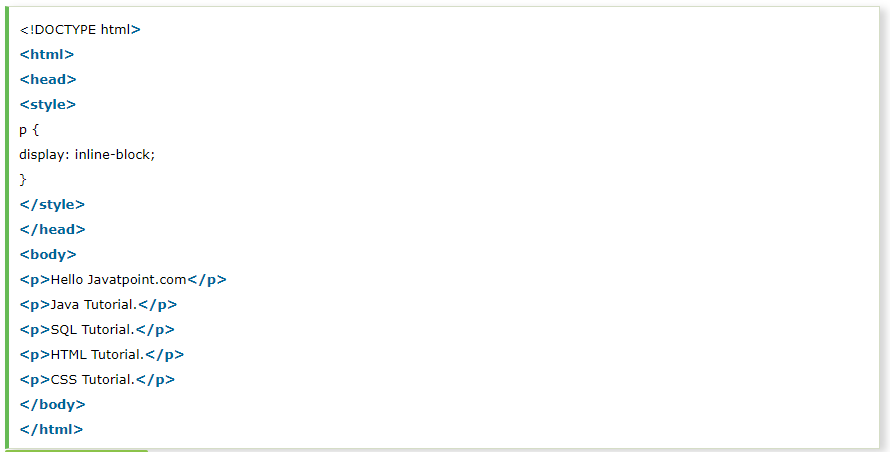 <!DOCTYPE html>
<html>
<head>
<style>
p {
display: inline-block;
}
</style>
</head>
<body>
<p>Hello Javatpoint.com</p>
<p>Java Tutorial.</p>
<p>SQL Tutorial.</p>
<p>HTML Tutorial.</p>
<p>CSS Tutorial.</p>
</body>
</html>